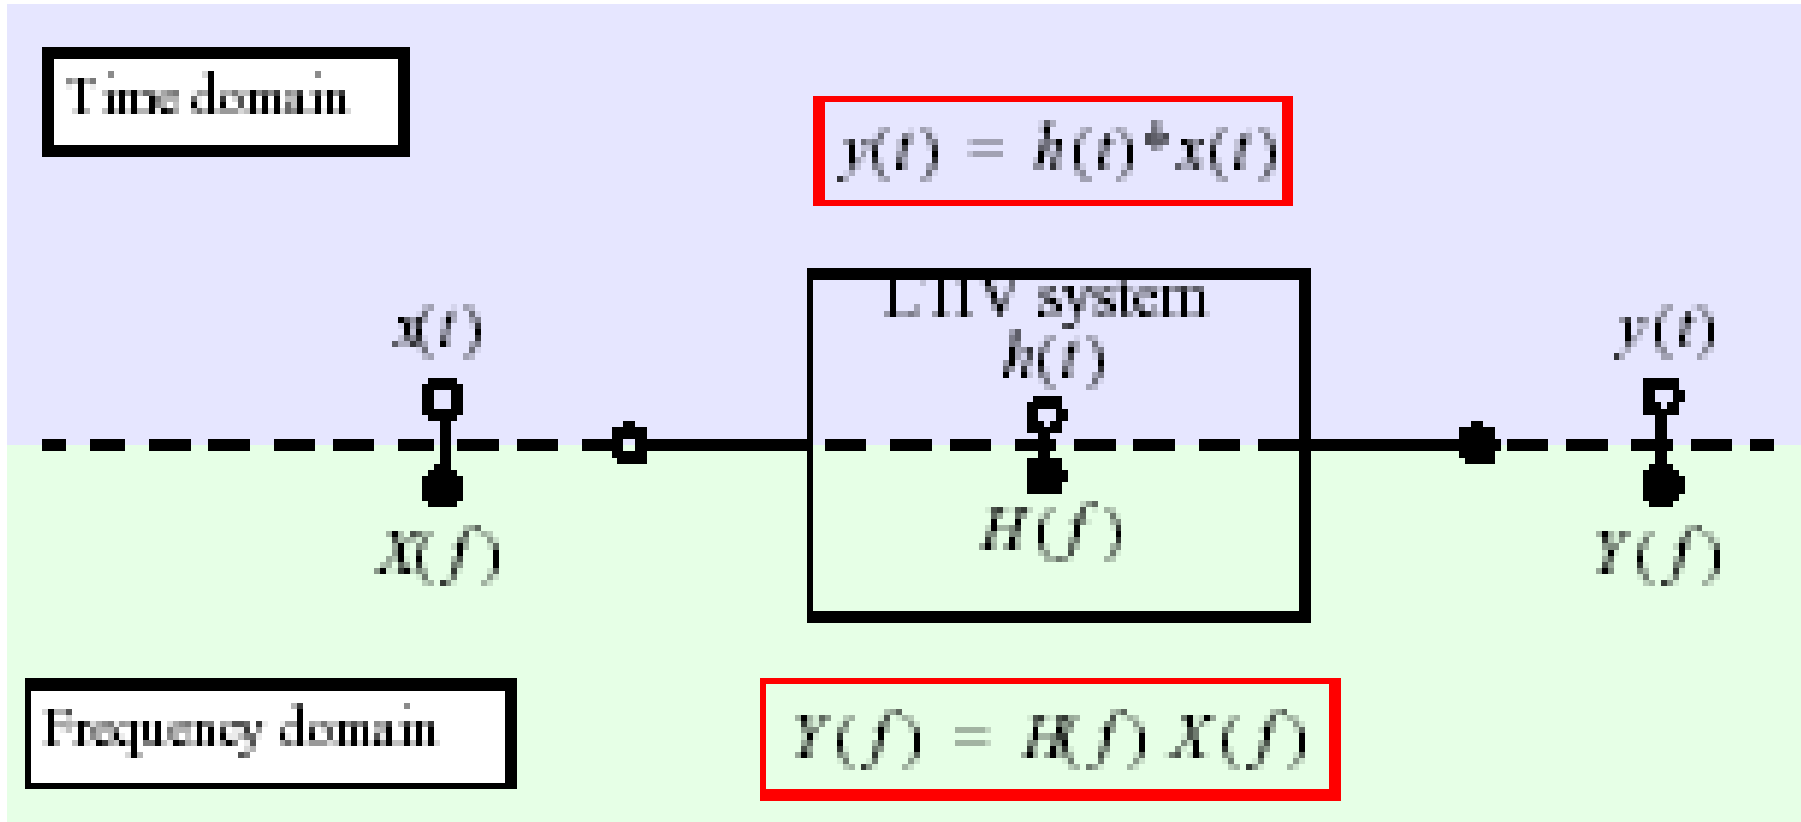 Time domain
y(t) = h(t)*x(t)
LTIV system
x(t)
h(t)
y(t)
X(f)
H(f)
Y(f)
Frequency domain
Y(f) = H(f) X(f)